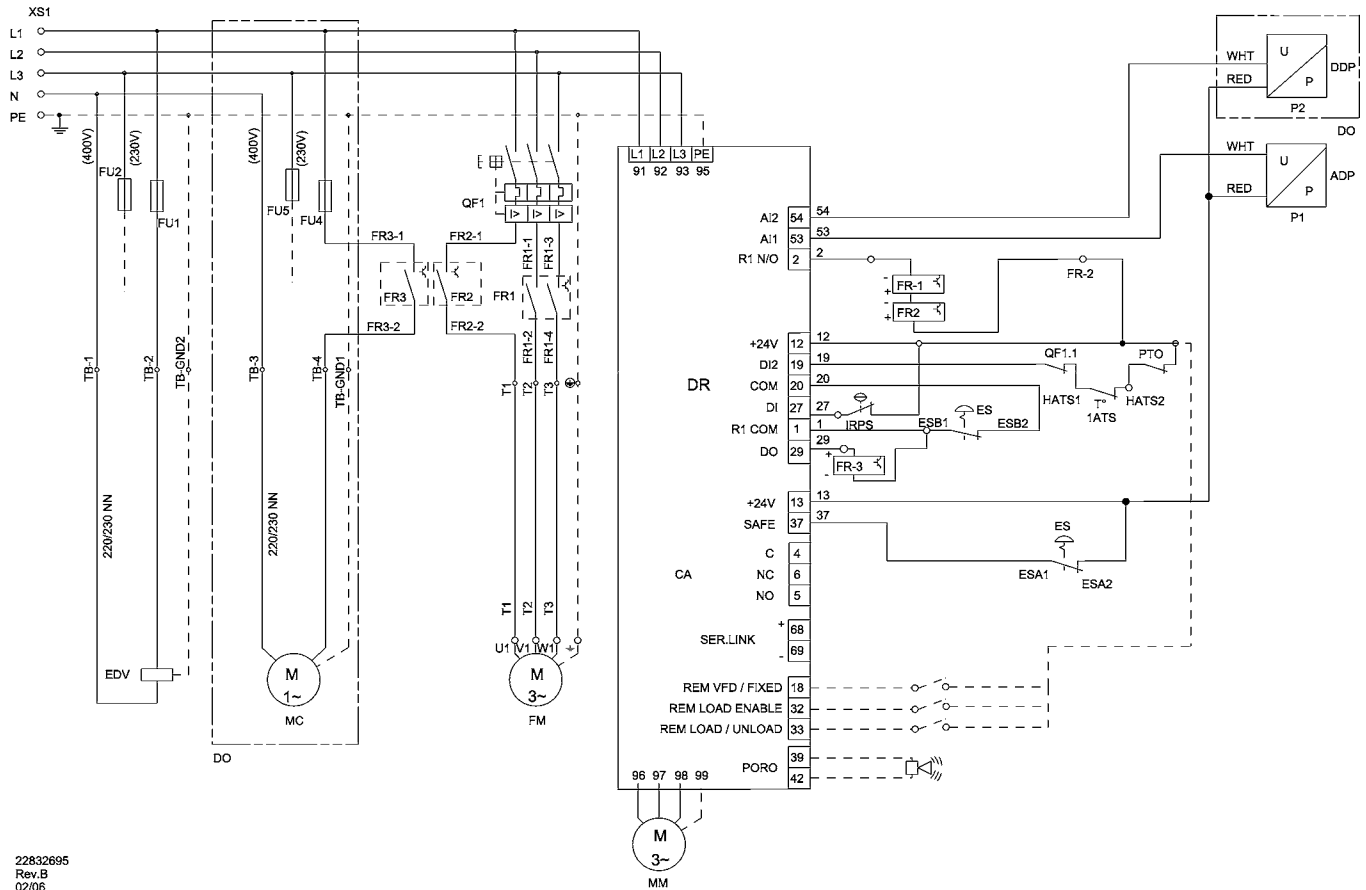 XS1
L1
L2
L3
N
PE
(400V)
FU2
(230V)
FU1
(400V)
FU5
(230V)
FU4
QF1
I> I> I>
FR3-1
FR2-1
FR1-1
FR1-3
FR3
FR2
FR1
FR3-2
FR2-2
FR1-2
FR1-4
TB-1
TB-2
TB-GND2
TB-3
TB-4
TB-GND1
T1
T2
T3
220/230 NN
220/230 NN
T1
T2
T3
U1 V1 W1
EDV
M
1~
MC
M
3~
FM
DO
L1 L2 L3 PE
91 92 93 95
DR
CA
AI2 54 54
AI1 53 53
R1 N/O 2 2
FR-2
- FR-1
+
- FR2
+
+24V 12 12
DI2 19 19
COM 20 20
DI 27 27
R1 COM 1 1
DO 29 29
QF1.1
PTO
HATS1
T°
1ATS
HATS2
IRPS
ESB1
ES
ESB2
+ FR-3
-
+24V 13 13
SAFE 37 37
ES
ESA1
ESA2
C 4
NC 6
NO 5
SER.LINK
+ 68
- 69
REM VFD / FIXED 18
REM LOAD ENABLE 32
REM LOAD / UNLOAD 33
PORO
39
42
96 97 98 99
M
3~
MM
WHT
RED
U
P
DDP
P2
DO
WHT
RED
U
P
ADP
P1
22832695
Rev.B
02/06